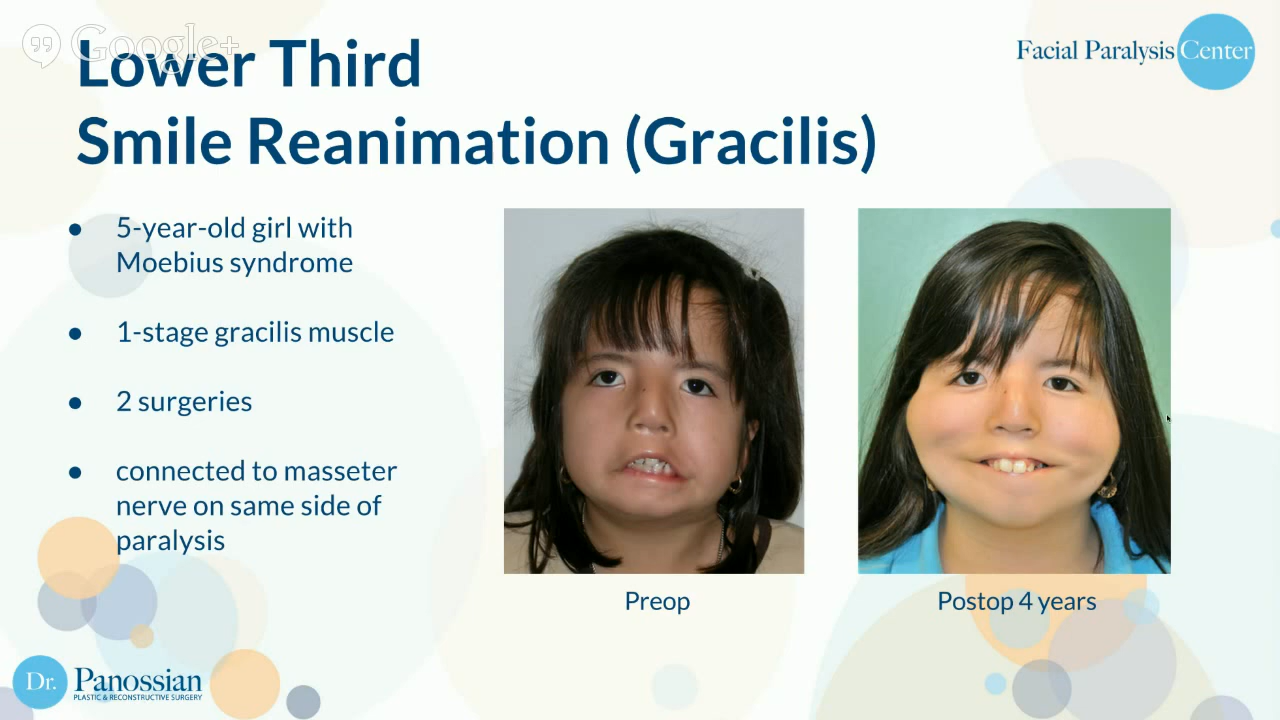 Google+
Lower Third
Smile Reanimation (Gracilis)
Facial Paralysis Center
● 5-year-old girl with
Moebius syndrome
● 1-stage gracilis muscle
● 2 surgeries
● connected to masseter
nerve on same side of
paralysis
Preop
Postop 4 years
Dr. Panossian
PLASTIC & RECONSTRUCTIVE SURGERY